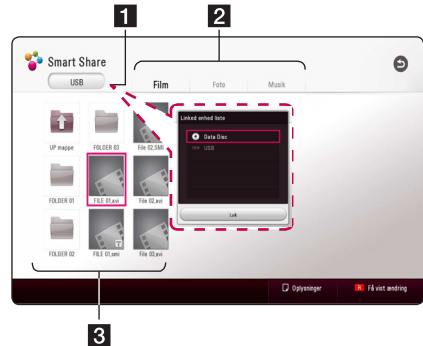 1
2
Smart Share
USB
Film
Foto
Musik
Linked enhed liste
Data Disc
USB
Luk
UP mappe
FOLDER 03
File 02,SMI
FOLDER 01
FILE 01,avi
File 02,avi
FOLDER 02
FILE 01,smi
File 03,avi
Oplysninger
R Få vist ændring
3